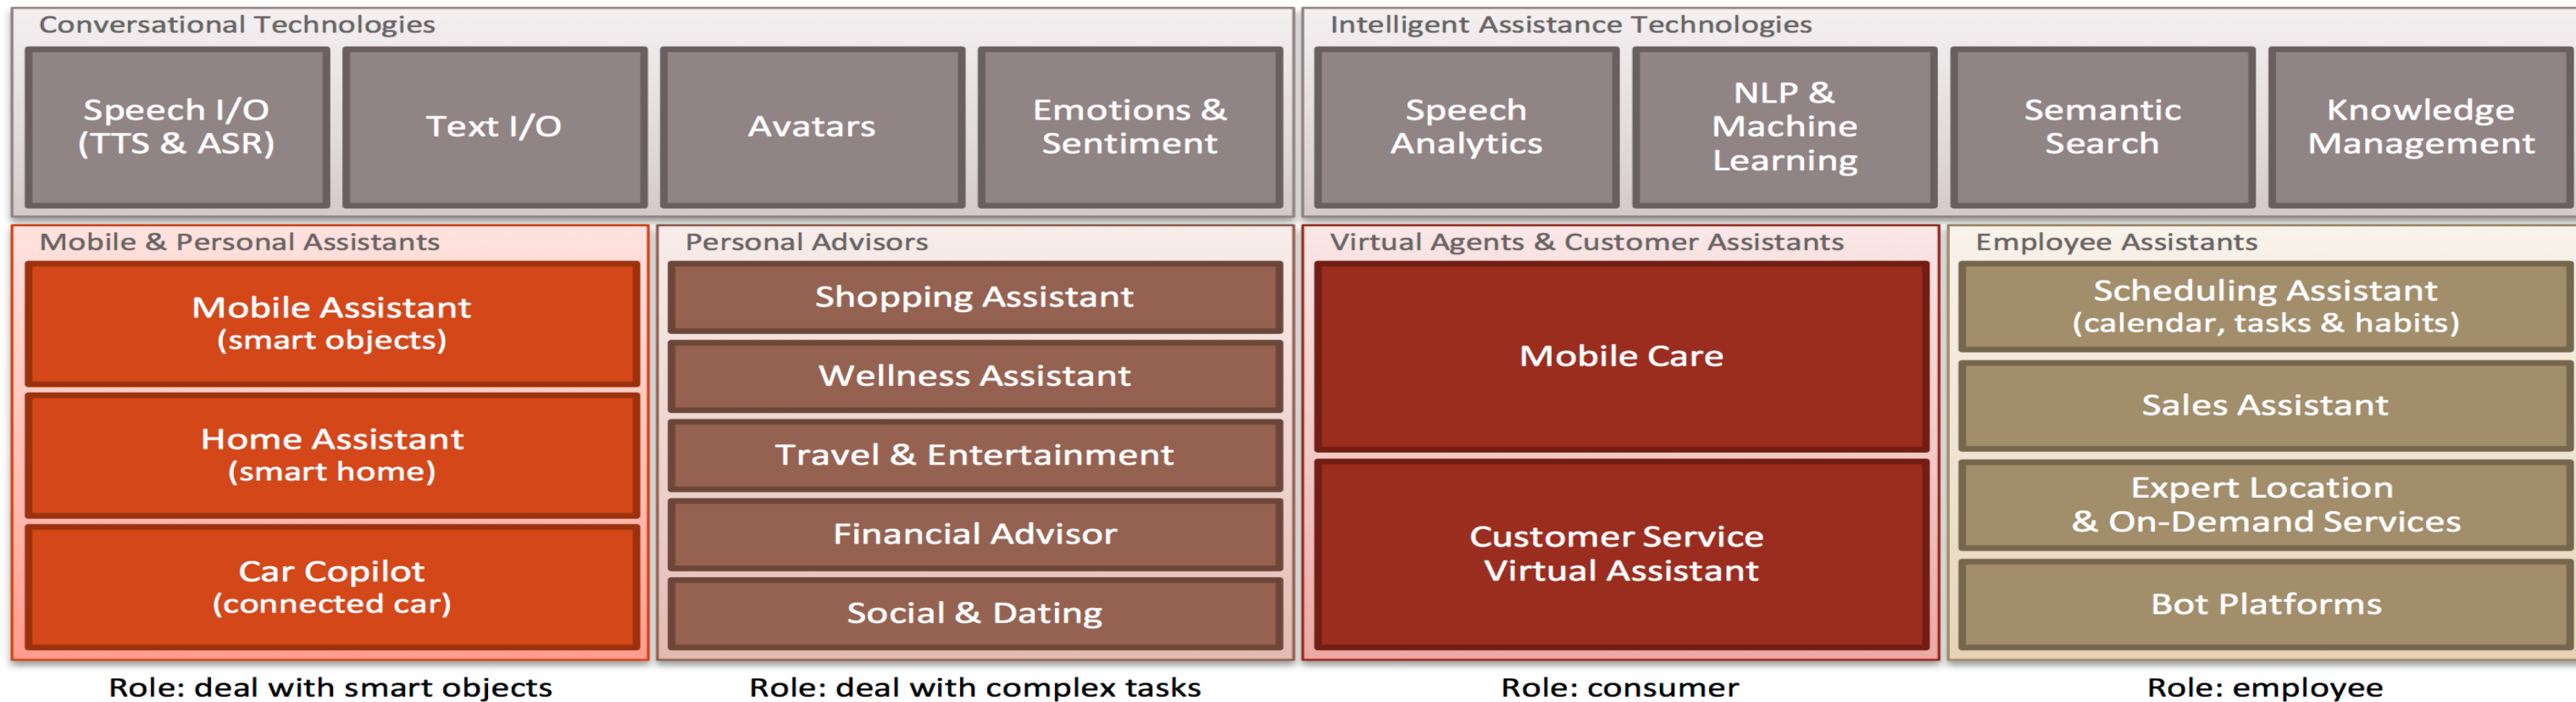 Conversational Technologies
Speech I/O
(TTS & ASR)
Text I/O
Avatars
Emotions &
Sentiment
Intelligent Assistance Technologies
Speech
Analytics
NLP &
Machine
Learning
Semantic
Search
Knowledge
Management
Mobile & Personal Assistants
Mobile Assistant
(smart objects)
Home Assistant
(smart home)
Car Copilot
(connected car)
Role: deal with smart objects
Personal Advisors
Shopping Assistant
Wellness Assistant
Travel & Entertainment
Financial Advisor
Social & Dating
Role: deal with complex tasks
Virtual Agents & Customer Assistants
Mobile Care
Customer Service
Virtual Assistant
Role: consumer
Employee Assistants
Scheduling Assistant
(calendar, tasks & habits)
Sales Assistant
Expert Location
& On-Demand Services
Bot Platforms
Role: employee